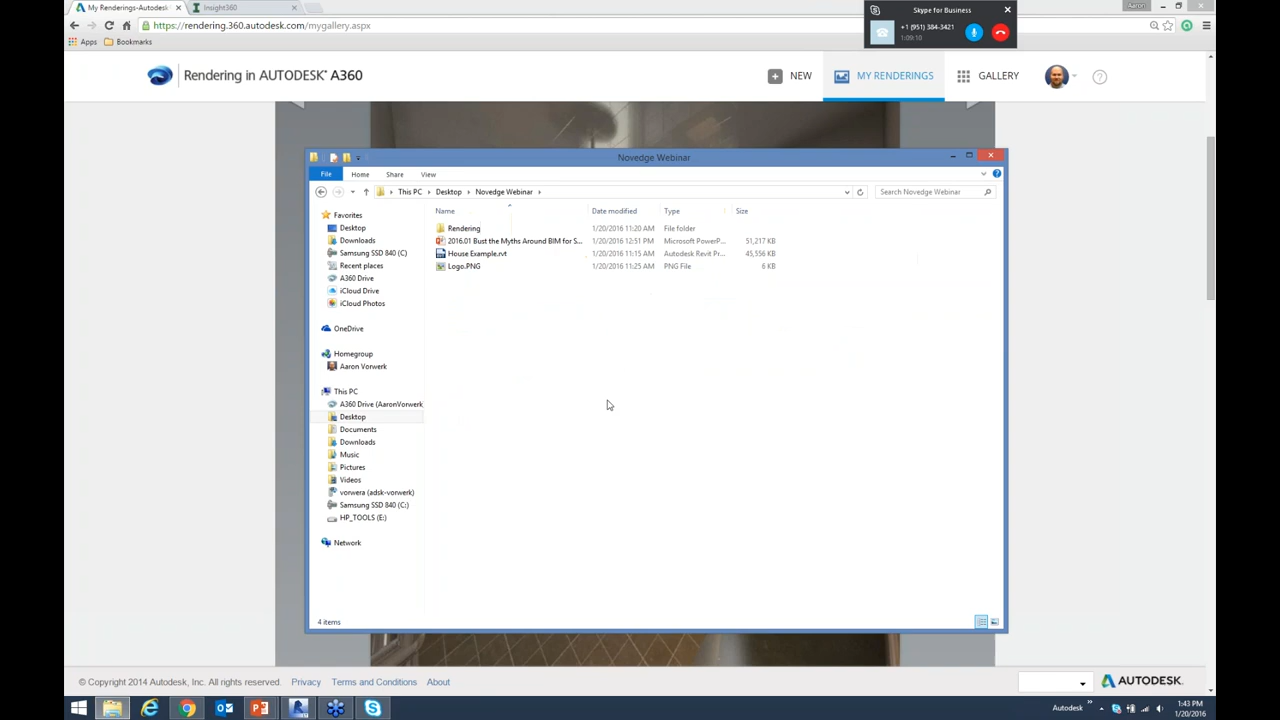 My Renderings-Autodesk
Insight360
Aaron
https://rendering.360.autodesk.com/mygallery.aspx
Apps
Bookmarks
Skype for Business
+1 (951) 384-3421
1:09:10
Rendering in AUTODESK® A360
NEW
MY RENDERINGS
GALLERY
?
Novedge Webinar
File
Home
Share
View
This PC
Desktop
Novedge Webinar
Search Novedge Webinar
Name
Date modified
Type
Size
Favorites
Desktop
Downloads
Samsung SSD 840 (C)
Recent places
A360 Drive
iCloud Drive
iCloud Photos
OneDrive
Homegroup
Aaron Vorwerk
This PC
A360 Drive (AaronVorwerk
Desktop
Documents
Downloads
Music
Pictures
Videos
vorwera (adsk-vorwerk)
Samsung SSD 840 (C:)
HP_TOOLS (E:)
Network
Rendering 1/20/2016 11:20 AM File folder
2016.01 Bust the Myths Around BIM for S... 1/20/2016 12:51 PM Microsoft PowerP... 51,217 KB
House Example.rvt 1/20/2016 11:15 AM Autodesk Revit Pr... 45,556 KB
Logo.PNG 1/20/2016 11:25 AM PNG File 6 KB
4 items
© Copyright 2014 Autodesk, Inc. All rights reserved.
Privacy
Terms and Conditions
About
AUTODESK.
Autodesk
1:43 PM
1/20/2016